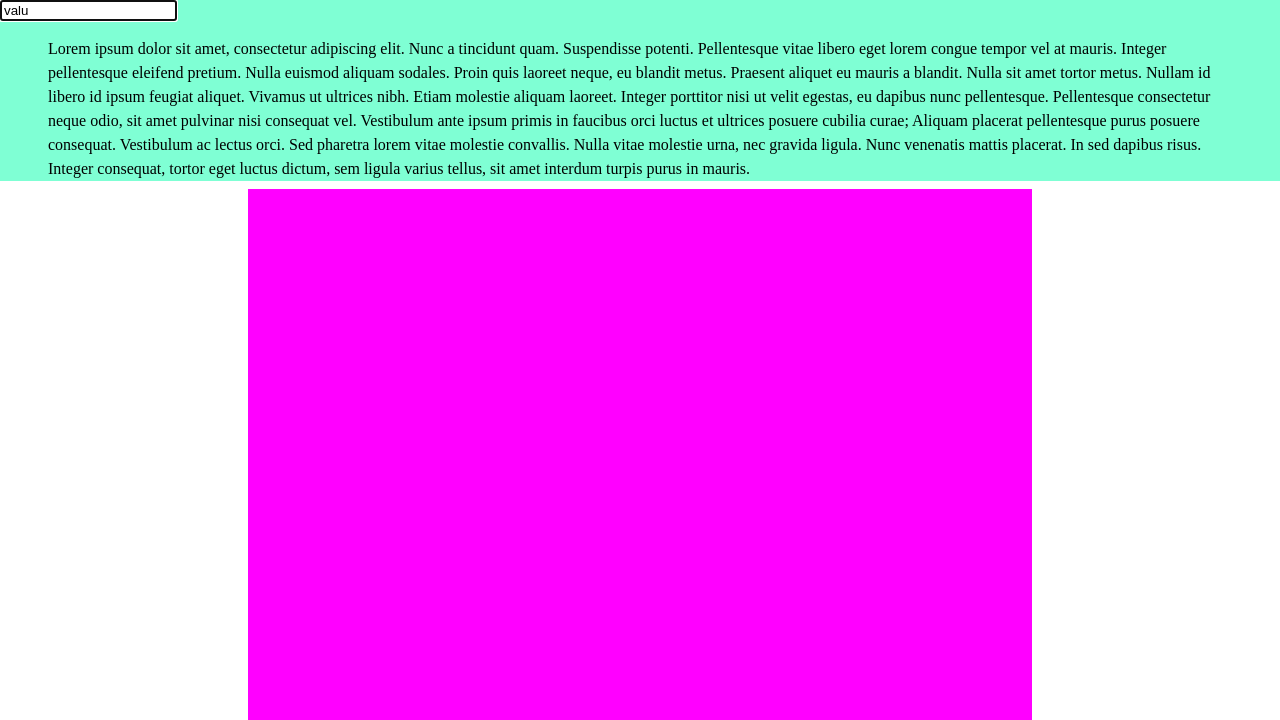 valu
Lorem ipsum dolor sit amet, consectetur adipiscing elit. Nunc a tincidunt quam. Suspendisse potenti. Pellentesque vitae libero eget lorem congue tempor vel at mauris. Integer
pellentesque eleifend pretium. Nulla euismod aliquam sodales. Proin quis laoreet neque, eu blandit metus. Praesent aliquet eu mauris a blandit. Nulla sit amet tortor metus. Nullam id
libero id ipsum feugiat aliquet. Vivamus ut ultrices nibh. Etiam molestie aliquam laoreet. Integer porttitor nisi ut velit egestas, eu dapibus nunc pellentesque. Pellentesque consectetur
neque odio, sit amet pulvinar nisi consequat vel. Vestibulum ante ipsum primis in faucibus orci luctus et ultrices posuere cubilia curae; Aliquam placerat pellentesque purus posuere
consequat. Vestibulum ac lectus orci. Sed pharetra lorem vitae molestie convallis. Nulla vitae molestie urna, nec gravida ligula. Nunc venenatis mattis placerat. In sed dapibus risus.
Integer consequat, tortor eget luctus dictum, sem ligula varius tellus, sit amet interdum turpis purus in mauris.